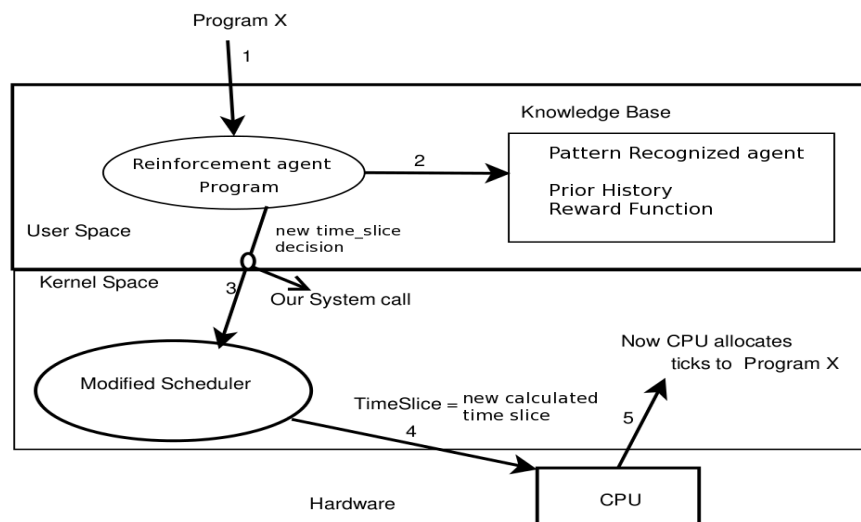 Program X
1
Knowledge Base
Reinforcement agent
Program
2
Pattern Recognized agent
Prior History
Reward Function
User Space
new time_slice
decision
Kernel Space
3
Our System call
Now CPU allocates
ticks to Program X
Modified Scheduler
TimeSlice = new calculated
time slice
4
5
Hardware
CPU